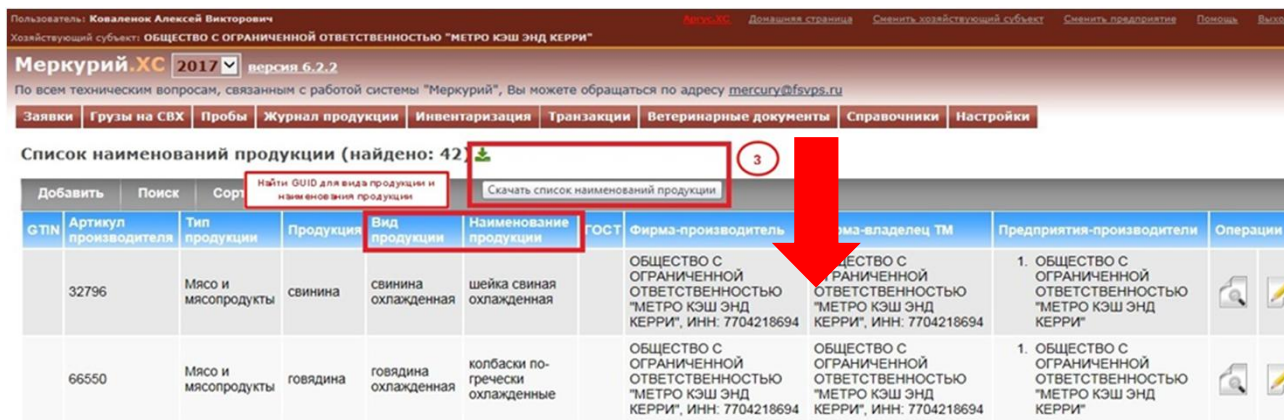 Пользователь: Коваленок Алексей Викторович Аргус.ХС Домашняя страница Сменить хозяйствующий субъект Сменить предприятие Помощь
Хозяйствующий субъект: ОБЩЕСТВО С ОГРАНИЧЕННОЙ ОТВЕТСТВЕННОСТЬЮ "МЕТРО КЭШ ЭНД КЕРРИ"
Меркурий.ХС 2017 версия 6.2.2
По всем техническим вопросам, связанным с работой системы "Меркурий", Вы можете обращаться по адресу mercury@fsvps.ru
Заявки Грузы на СВХ Пробы Журнал продукции Инвентаризация Транзакции Ветеринарные документы Справочники Настройки
Список наименований продукции (найдено: 42)
3
Добавить Поиск Сорт
Найти GUID для вида продукции и
наименования продукции
Скачать список наименований продукции
GTIN
Артикул
производителя
Тип
продукции
Продукция
Вид
продукции
Наименование
продукции
ГОСТ
Фирма-производитель
рма-владелец ТМ
Предприятия-производители
Операции
32796
Мясо и
мясопродукты
свинина
свинина
охлажденная
шейка свиная
охлажденная
ОБЩЕСТВО С
ОГРАНИЧЕННОЙ
ОТВЕТСТВЕННОСТЬЮ
"МЕТРО КЭШ ЭНД
КЕРРИ", ИНН: 7704218694
ЩЕСТВО С
РАНИЧЕННОЙ
ОТВЕТСТВЕННОСТЬЮ
"МЕТРО КЭШ ЭНД
КЕРРИ", ИНН: 7704218694
1. ОБЩЕСТВО С
ОГРАНИЧЕННОЙ
ОТВЕТСТВЕННОСТЬЮ
"МЕТРО КЭШ ЭНД
КЕРРИ"
66550
Мясо и
мясопродукты
говядина
говядина
охлажденная
колбаски по-
гречески
охлажденные
ОБЩЕСТВО С
ОГРАНИЧЕННОЙ
ОТВЕТСТВЕННОСТЬЮ
"МЕТРО КЭШ ЭНД
КЕРРИ", ИНН: 7704218694
ОБЩЕСТВО С
ОГРАНИЧЕННОЙ
ОТВЕТСТВЕННОСТЬЮ
"МЕТРО КЭШ ЭНД
КЕРРИ", ИНН: 7704218694
1. ОБЩЕСТВО С
ОГРАНИЧЕННОЙ
ОТВЕТСТВЕННОСТЬЮ
"МЕТРО КЭШ ЭНД
КЕРРИ"